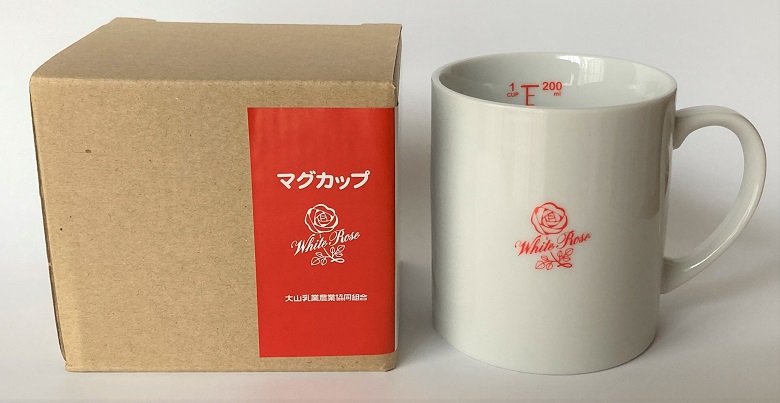 マグカップ
White Rose
大山乳業農業協同組合
1 200
CUP ml
White Rose